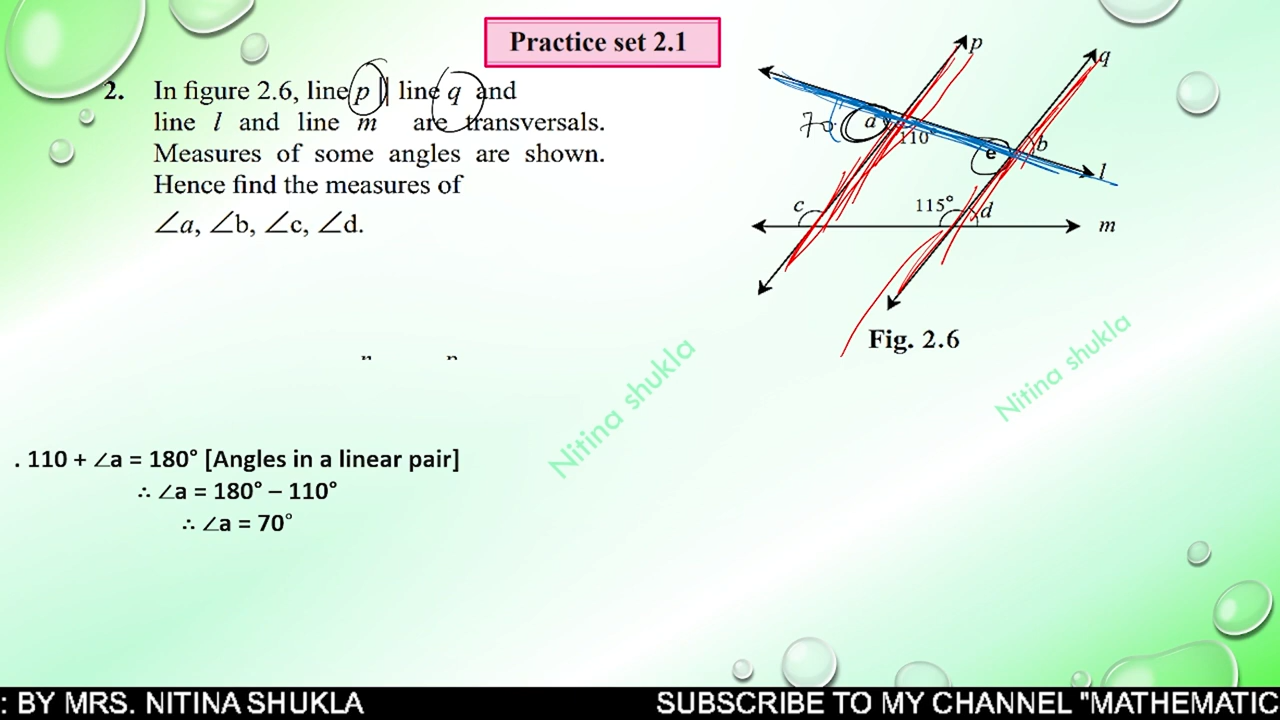 Practice set 2.1
2. In figure 2.6, line p || line q and
line l and line m are transversals.
Measures of some angles are shown.
Hence find the measures of
∠a, ∠b, ∠c, ∠d.
p
q
70
a
110°
e
b
l
c
115°
d
m
Fig. 2.6
Nitina shukla
Nitina shukla
n n
. 110 + ∠a = 180° [Angles in a linear pair]
∴ ∠a = 180° – 110°
∴ ∠a = 70°
: BY MRS. NITINA SHUKLA SUBSCRIBE TO MY CHANNEL "MATHEMATIC